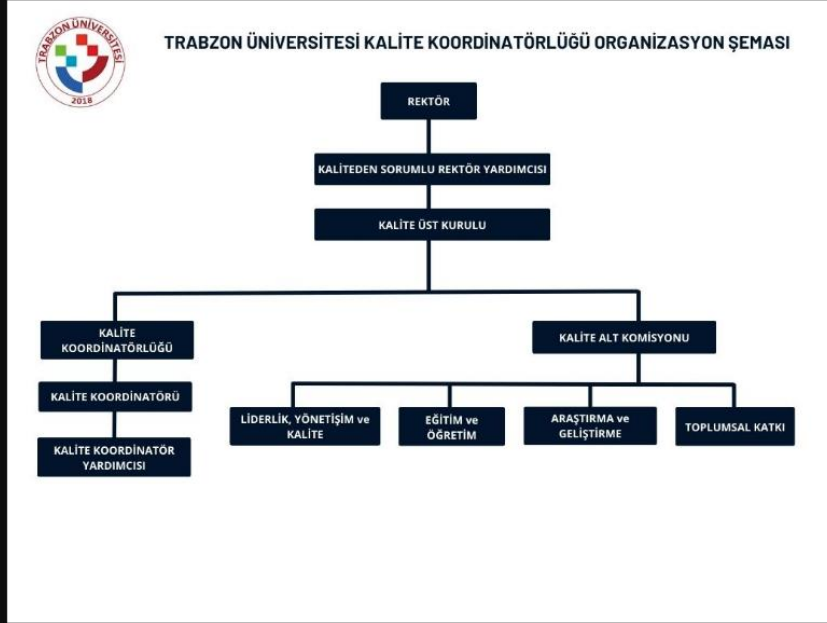 TRABZON ÜNİVERSİTESİ
2018
TRABZON ÜNİVERSİTESİ KALİTE KOORDİNATÖRLÜĞÜ ORGANİZASYON ŞEMASI
REKTÖR
KALİTEDEN SORUMLU REKTÖR YARDIMCISI
KALİTE ÜST KURULU
KALİTE
KOORDİNATÖRLÜĞÜ
KALİTE KOORDİNATÖRÜ
KALİTE KOORDİNATÖR
YARDIMCISI
KALİTE ALT KOMİSYONU
LİDERLİK, YÖNETİŞİM ve
KALİTE
EĞİTİM ve
ÖĞRETİM
ARAŞTIRMA ve
GELİŞTİRME
TOPLUMSAL KATKI